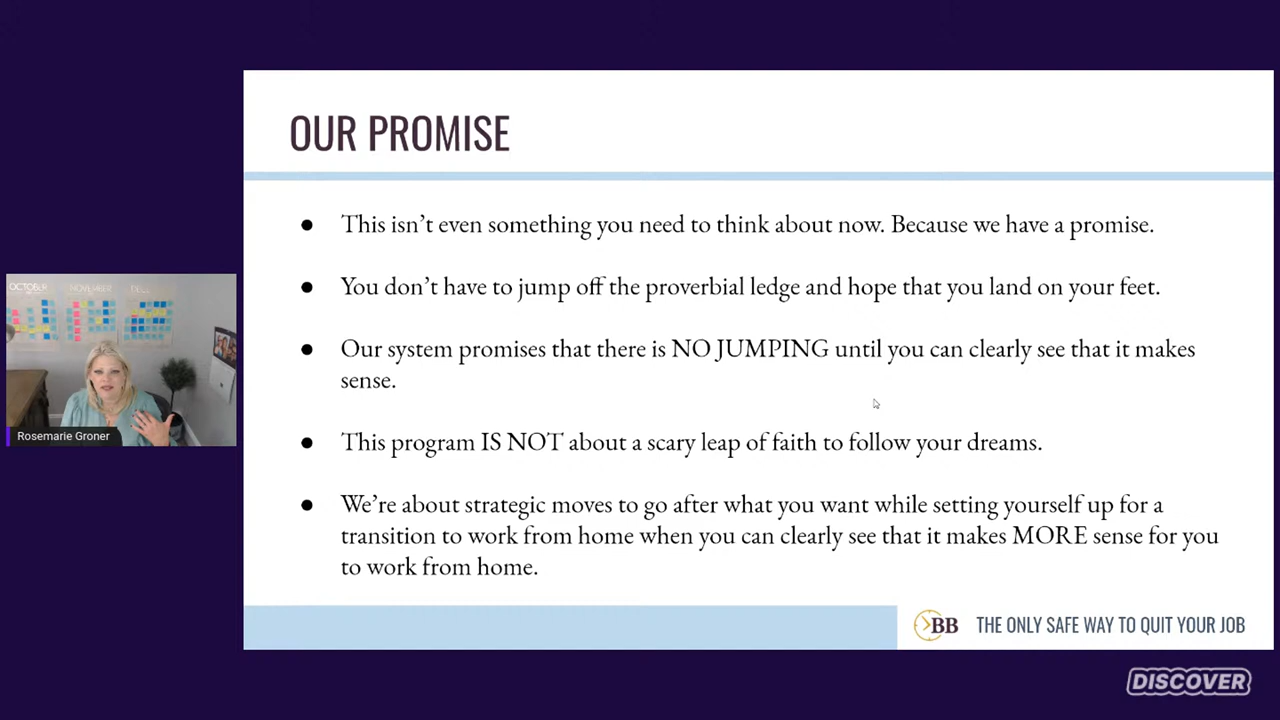 OUR PROMISE
This isn’t even something you need to think about now. Because we have a promise.
You don’t have to jump off the proverbial ledge and hope that you land on your feet.
Our system promises that there is NO JUMPING until you can clearly see that it makes
sense.
This program IS NOT about a scary leap of faith to follow your dreams.
We’re about strategic moves to go after what you want while setting yourself up for a
transition to work from home when you can clearly see that it makes MORE sense for you
to work from home.
OCTOBER
NOVEMBER
Rosemarie Groner
BB
THE ONLY SAFE WAY TO QUIT YOUR JOB
DISCOVER